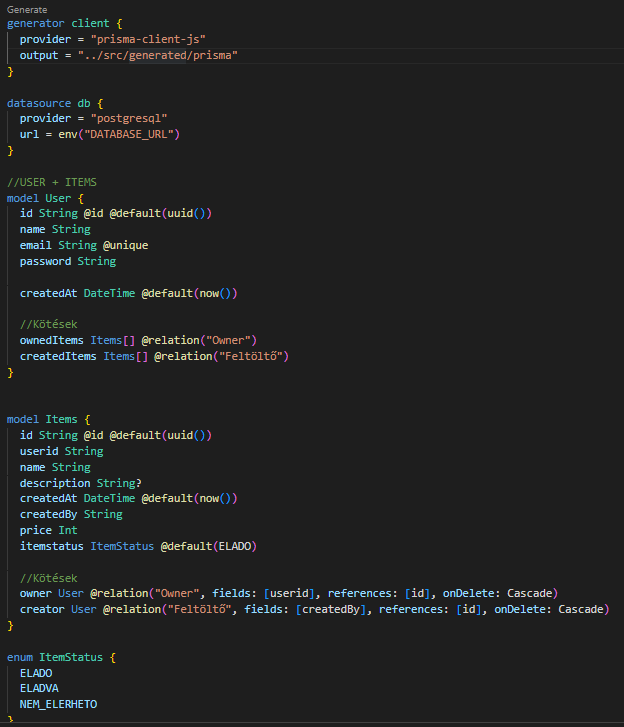 Generate
generator client {
provider = "prisma-client-js"
output = "../src/generated/prisma"
}
datasource db {
provider = "postgresql"
url = env("DATABASE_URL")
}
//USER + ITEMS
model User {
id String @id @default(uuid())
name String
email String @unique
password String
createdAt DateTime @default(now())
//Kötések
ownedItems Items[] @relation("Owner")
createdItems Items[] @relation("Feltöltő")
}
model Items {
id String @id @default(uuid())
userid String
name String
description String?
createdAt DateTime @default(now())
createdBy String
price Int
itemstatus ItemStatus @default(ELADO)
//Kötések
owner User @relation("Owner", fields: [userid], references: [id], onDelete: Cascade)
creator User @relation("Feltöltő", fields: [createdBy], references: [id], onDelete: Cascade)
}
enum ItemStatus {
ELADO
ELADVA
NEM_ELERHETO
}